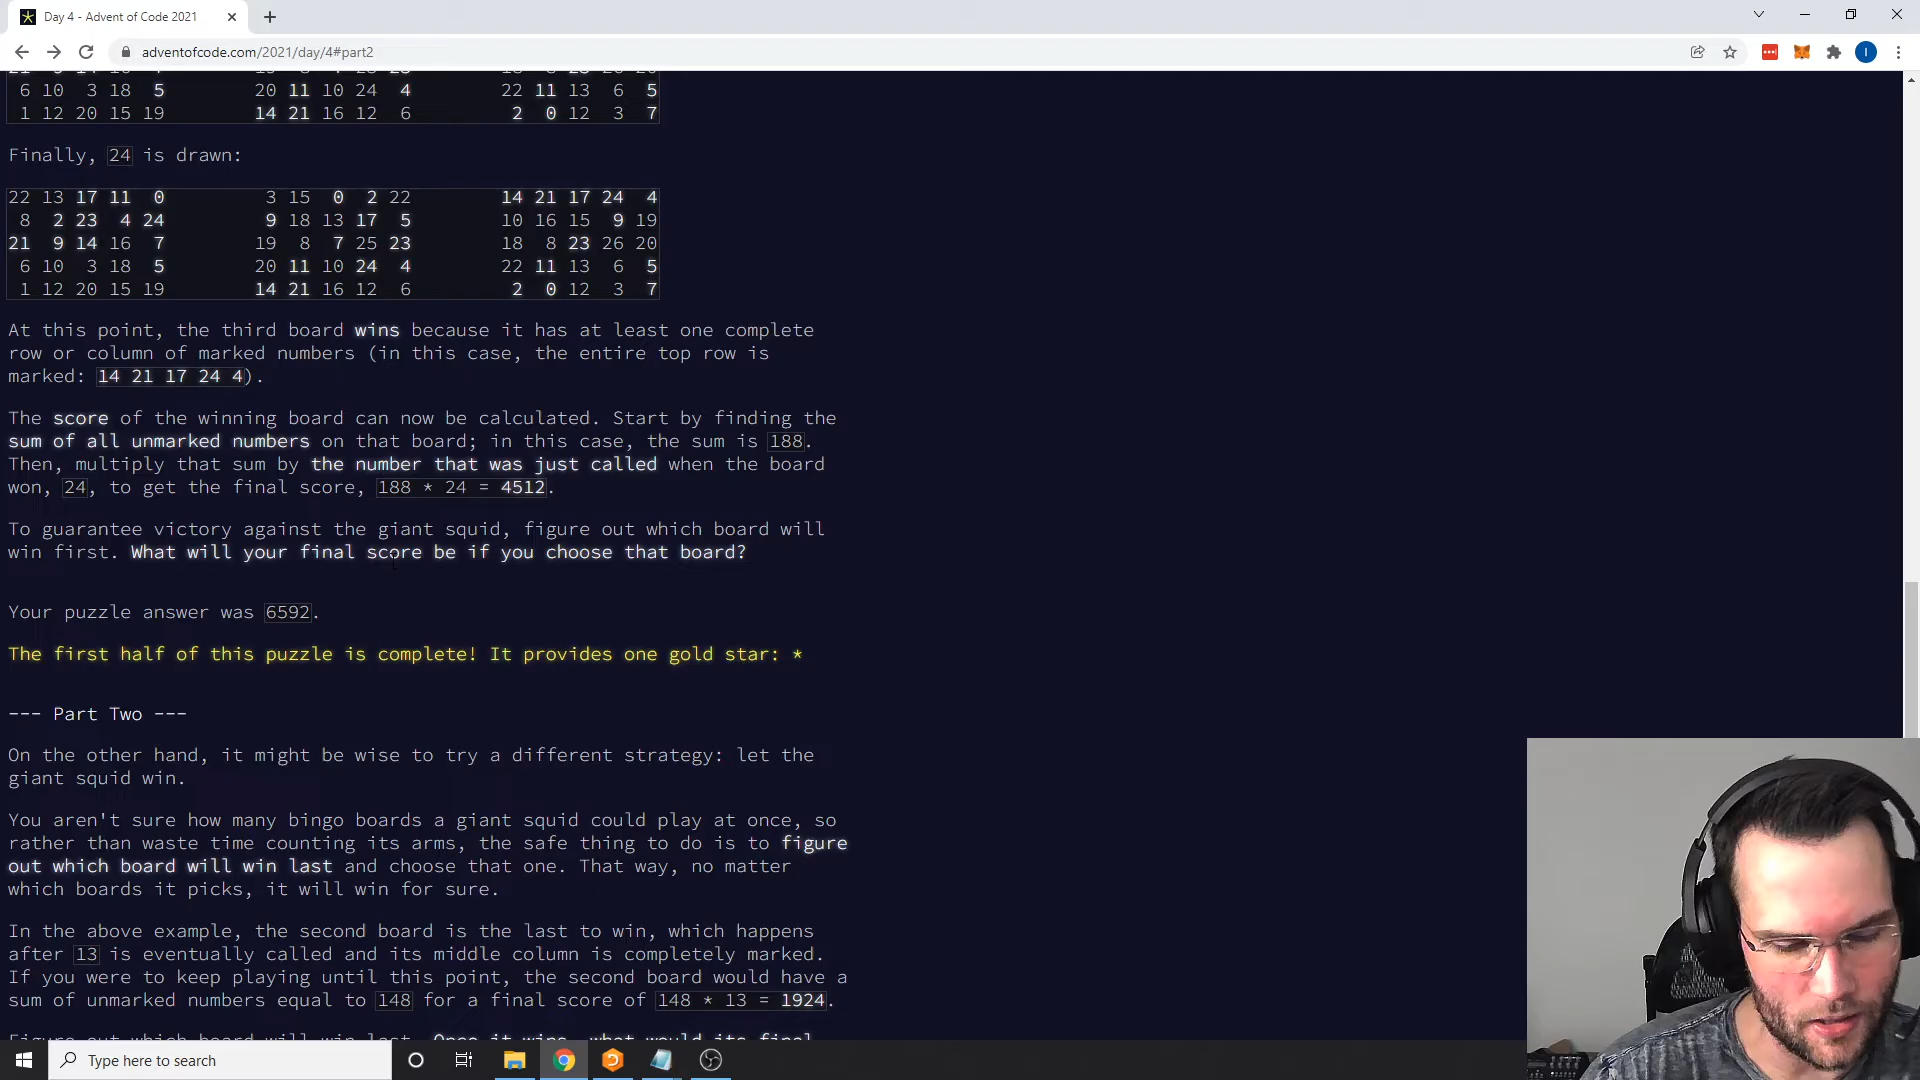 Day 4 - Advent of Code 2021
adventofcode.com/2021/day/4#part2
6 10 3 18 5 20 11 10 24 4 22 11 13 6 5
1 12 20 15 19 14 21 16 12 6 2 0 12 3 7
Finally, 24 is drawn:
22 13 17 11 0 3 15 0 2 22 14 21 17 24 4
8 2 23 4 24 9 18 13 17 5 10 16 15 9 19
21 9 14 16 7 19 8 7 25 23 18 8 23 26 20
6 10 3 18 5 20 11 10 24 4 22 11 13 6 5
1 12 20 15 19 14 21 16 12 6 2 0 12 3 7
At this point, the third board wins because it has at least one complete
row or column of marked numbers (in this case, the entire top row is
marked: 14 21 17 24 4).
The score of the winning board can now be calculated. Start by finding the
sum of all unmarked numbers on that board; in this case, the sum is 188.
Then, multiply that sum by the number that was just called when the board
won, 24, to get the final score, 188 * 24 = 4512.
To guarantee victory against the giant squid, figure out which board will
win first. What will your final score be if you choose that board?
Your puzzle answer was 6592.
The first half of this puzzle is complete! It provides one gold star: *
--- Part Two ---
On the other hand, it might be wise to try a different strategy: let the
giant squid win.
You aren't sure how many bingo boards a giant squid could play at once, so
rather than waste time counting its arms, the safe thing to do is to figure
out which board will win last and choose that one. That way, no matter
which boards it picks, it will win for sure.
In the above example, the second board is the last to win, which happens
after 13 is eventually called and its middle column is completely marked.
If you were to keep playing until this point, the second board would have a
sum of unmarked numbers equal to 148 for a final score of 148 * 13 = 1924.
Figure out which board will win last. Once it wins, what would its final
Type here to search